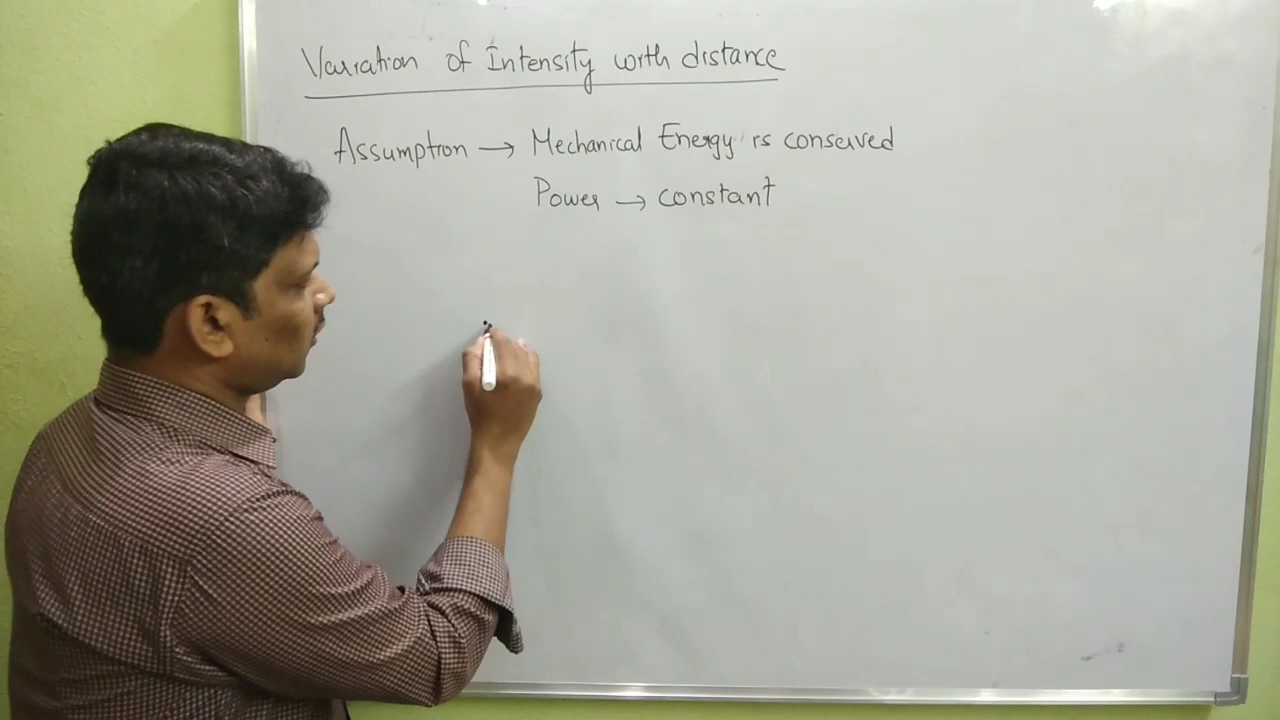 Variation of Intensity with distance
Assumption → Mechanical Energy is conserved
Power → constant